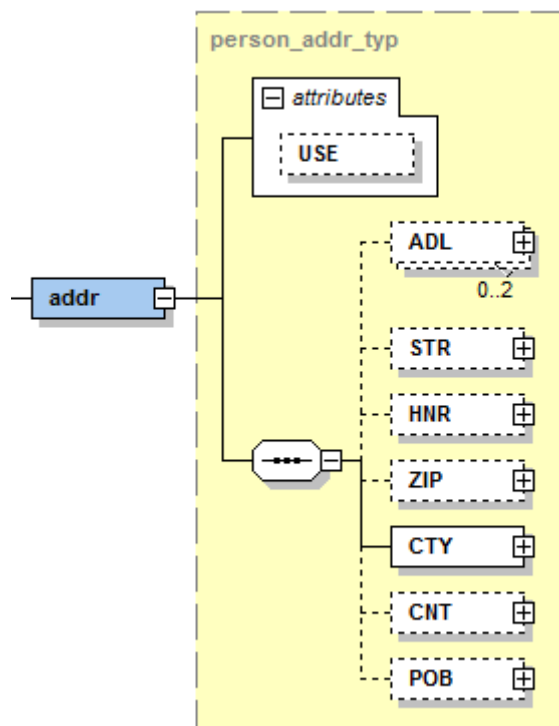 person_addr_typ
attributes
USE
addr
ADL
0..2
STR
HNR
ZIP
CTY
CNT
POB